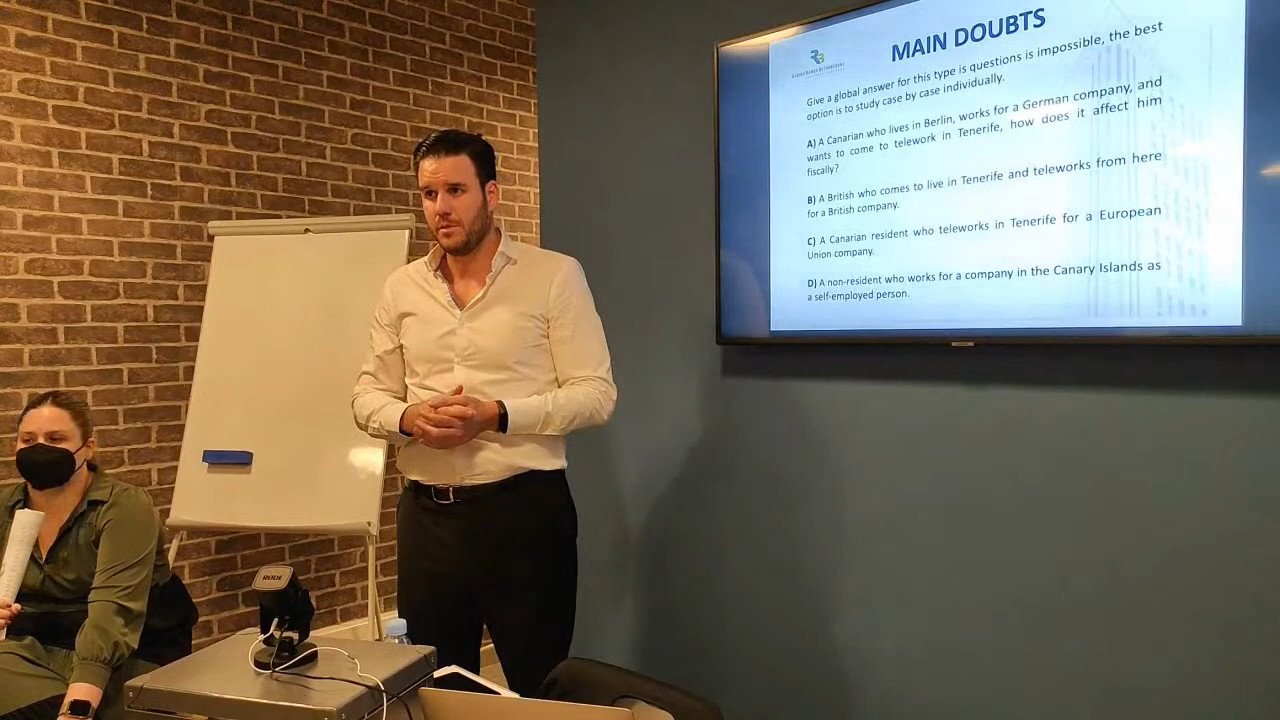 MAIN DOUBTS
Give a global answer for this type is questions is impossible, the best
option is to study case by case individually.
A) A Canarian who lives in Berlin, works for a German company, and
wants to come to telework in Tenerife, how does it affect him
fiscally?
B) A British who comes to live in Tenerife and teleworks from here
for a British company.
C) A Canarian resident who teleworks in Tenerife for a European
Union company.
D) A non-resident who works for a company in the Canary Islands as
a self-employed person.
RØDE